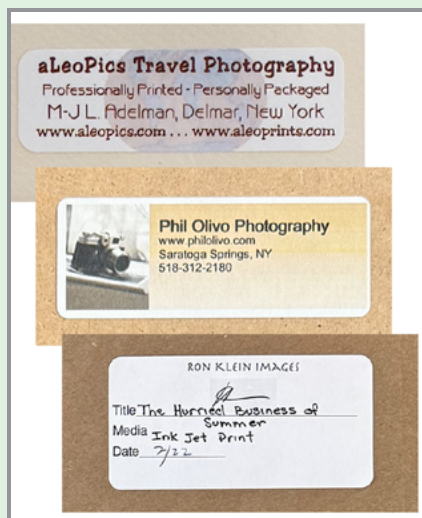 aLeoPics Travel Photography
Professionally Printed - Personally Packaged
M-J L. Adelman, Delmar, New York
www.aleopics.com . . . www.aleoprints.com
Phil Olivo Photography
www.philolivo.com
Saratoga Springs, NY
518-312-2180
RON KLEIN IMAGES
Title The Hurried Business of
Summer
Media Ink Jet Print
Date 2/22